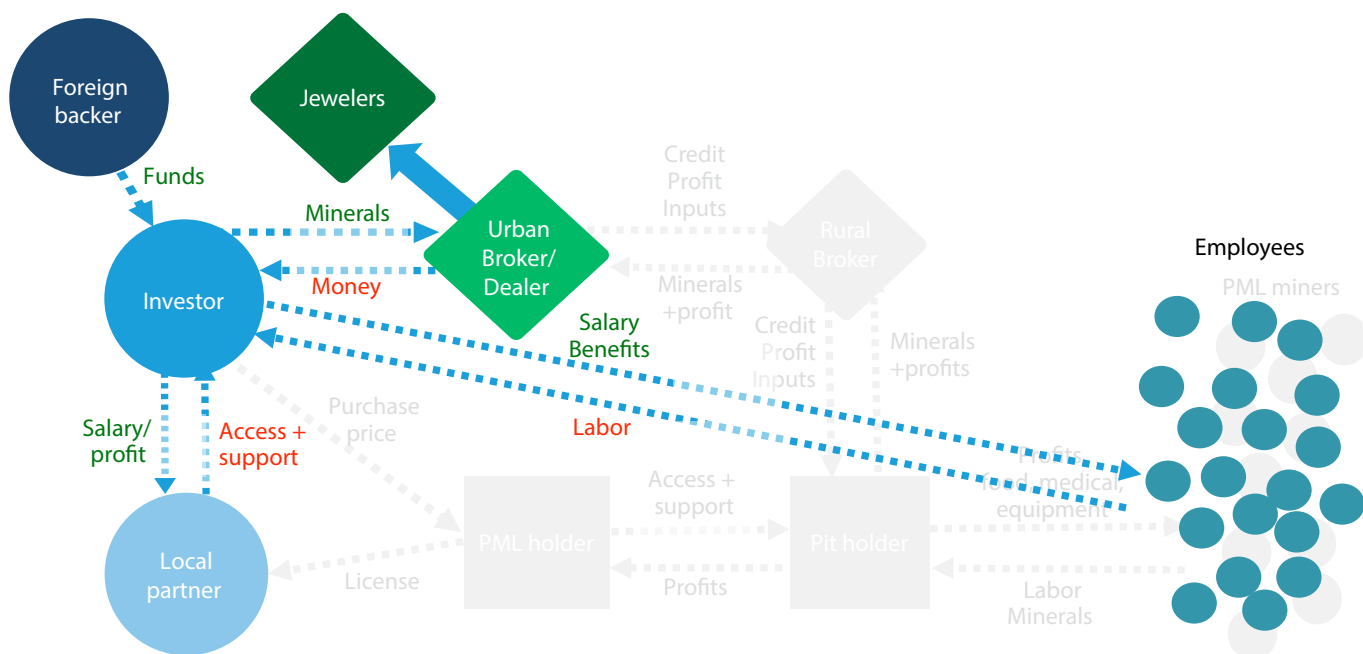 Foreign
backer
Jewelers
Funds
Credit
Profit
Inputs
Minerals
Urban
Broker/
Dealer
Rural
Broker
Employees
PML miners
Investor
Money
Minerals
+profit
Salary
Benefits
Credit
Profit
Inputs
Minerals
+profits
Purchase
price
Salary/
profit
Access +
support
Labor
Access +
support
Profits
food, medical,
equipment
PML holder
Pit holder
Local
partner
License
Profits
Labor
Minerals